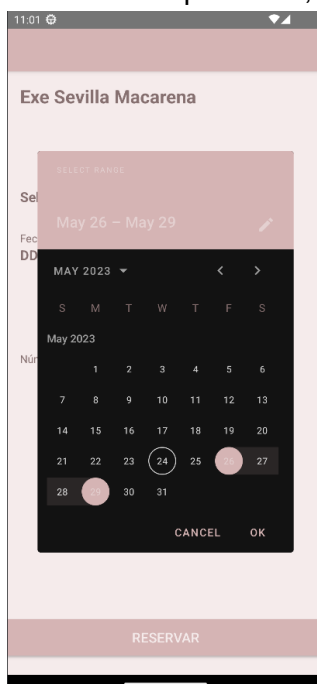 11:01
Exe Sevilla Macarena
SELECT RANGE
Sel
May 26 – May 29
Fec
DD
MAY 2023
S M T W T F S
May 2023
Núr
1 2 3 4 5 6
7 8 9 10 11 12 13
14 15 16 17 18 19 20
21 22 23 24 25 26 27
28 29 30 31
CANCEL OK
RESERVAR